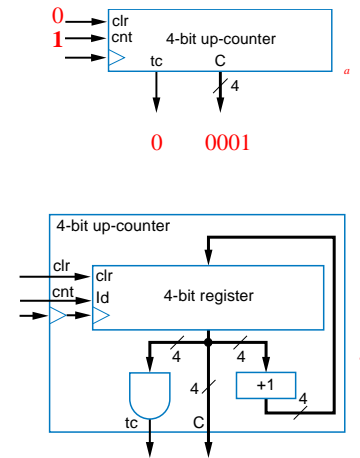 0 clr
1 cnt 4-bit up-counter
tc C
4
a
0 0001
4-bit up-counter
clr clr
cnt ld 4-bit register
4 4
4 +1 4
tc C